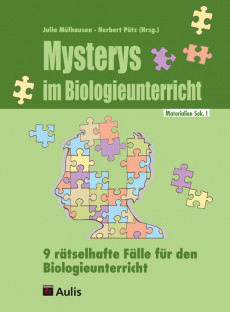 Julia Mülhausen - Norbert Pütz (Hrsg.)
Mysterys
im Biologieunterricht
Materialien Sek. I
9 rätselhafte Fälle für den
Biologieunterricht
Aulis